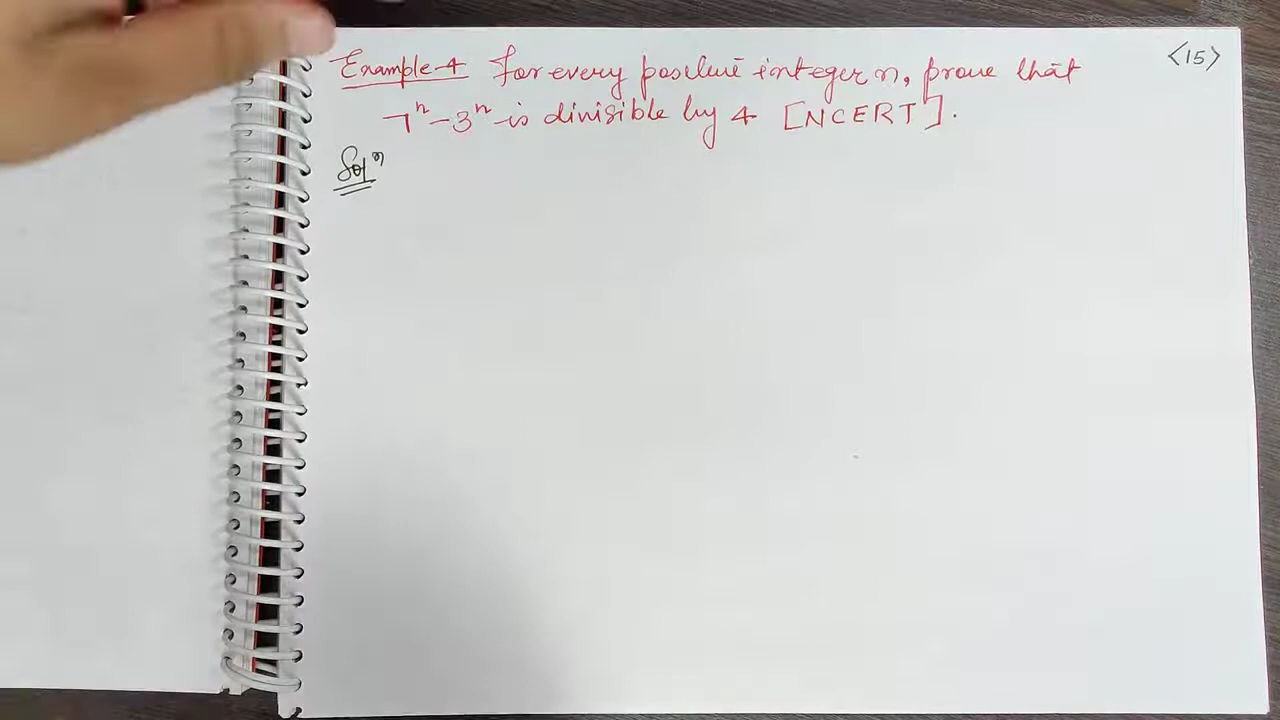 Example-4 For every positive integer n, prove that <15>
7ⁿ-3ⁿ is divisible by 4 [NCERT].
Solⁿ